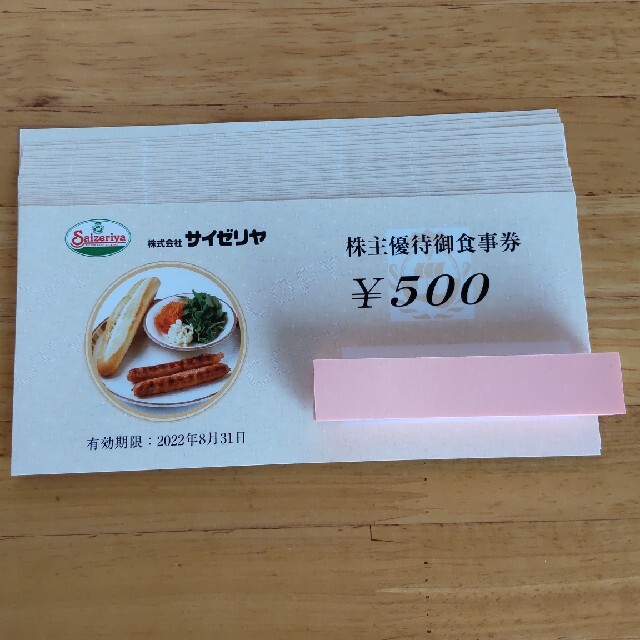 Saizeriya
株式会社 サイゼリヤ
株主優待御食事券
￥500
有効期限：2022年8月31日